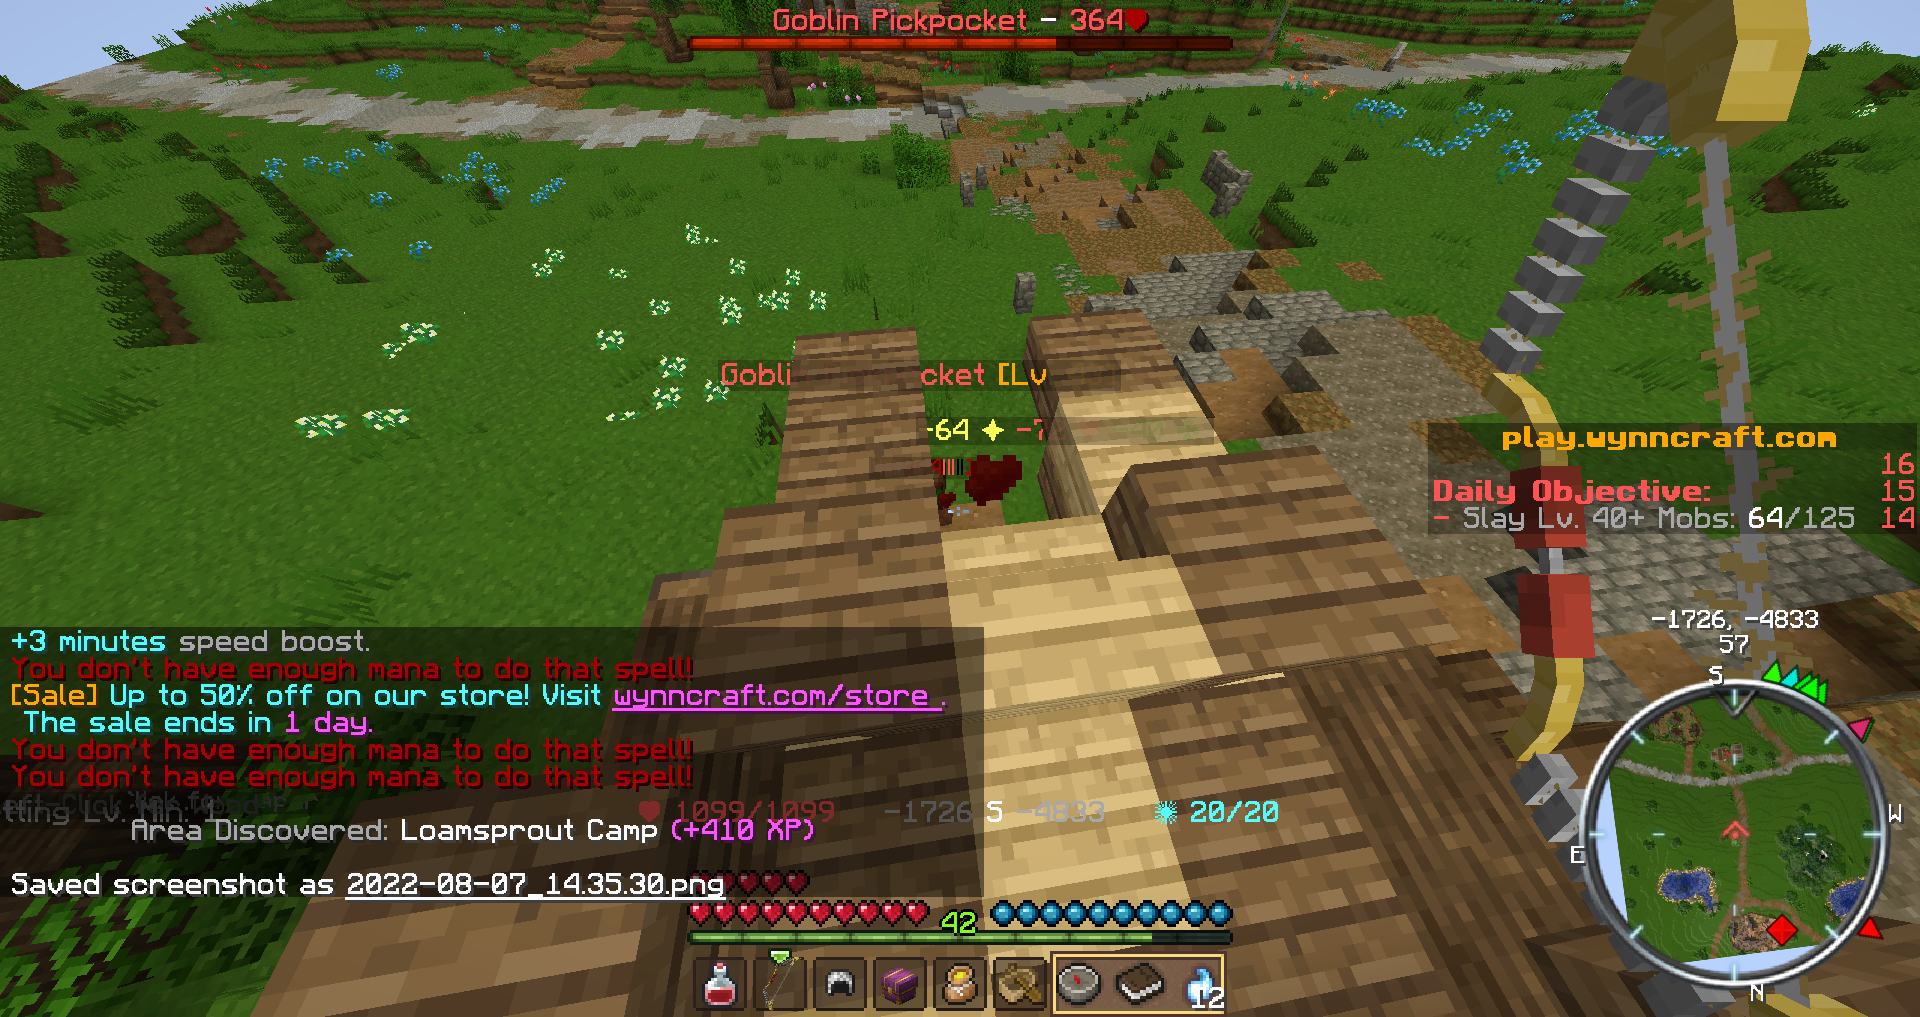 Goblin Pickpocket - 364
Gobli cket [Lv
-64 -7
play.wynncraft.com
16
Daily Objective: 15
- Slay Lv. 40+ Mobs: 64/125 14
-1726, -4833
57
S
W
E
N
+3 minutes speed boost.
You don't have enough mana to do that spell!
[Sale] Up to 50% off on our store! Visit wynncraft.com/store .
The sale ends in 1 day.
You don't have enough mana to do that spell!
You don't have enough mana to do that spell!
1099/1099 -1726 S -4833 20/20
Area Discovered: Loamsprout Camp (+410 XP)
Saved screenshot as 2022-08-07_14.35.30.png
42
12